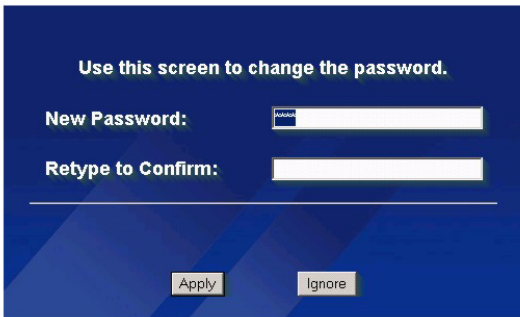 Use this screen to change the password.
New Password:
Retype to Confirm:
Apply
Ignore